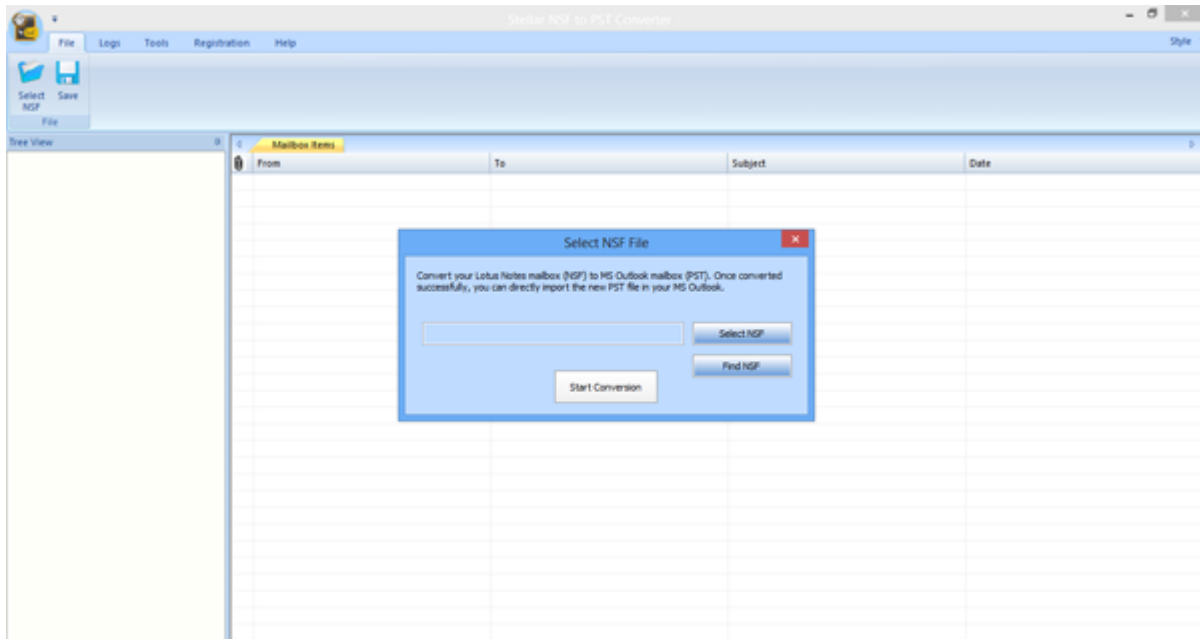 Stellar NSF to PST Converter
File Logs Tools Registration Help Style
Select NSF
Save
File
Tree View
Mailbox Items
From To Subject Date
Select NSF File
Convert your Lotus Notes mailbox (NSF) to MS Outlook mailbox (PST). Once converted
successfully, you can directly import the new PST file in your MS Outlook.
Select NSF
Find NSF
Start Conversion